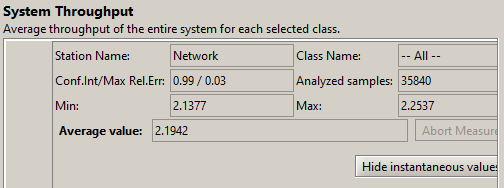 System Throughput
Average throughput of the entire system for each selected class.
Station Name: Network Class Name: -- All --
Conf.Int/Max Rel.Err: 0.99 / 0.03 Analyzed samples: 35840
Min: 2.1377 Max: 2.2537
Average value: 2.1942 Abort Measure
Hide instantaneous values